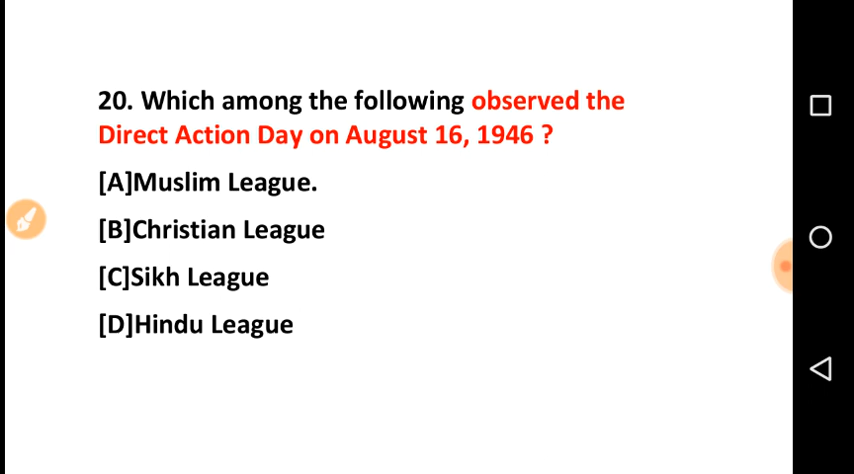 20. Which among the following observed the
Direct Action Day on August 16, 1946 ?
[A]Muslim League.
[B]Christian League
[C]Sikh League
[D]Hindu League